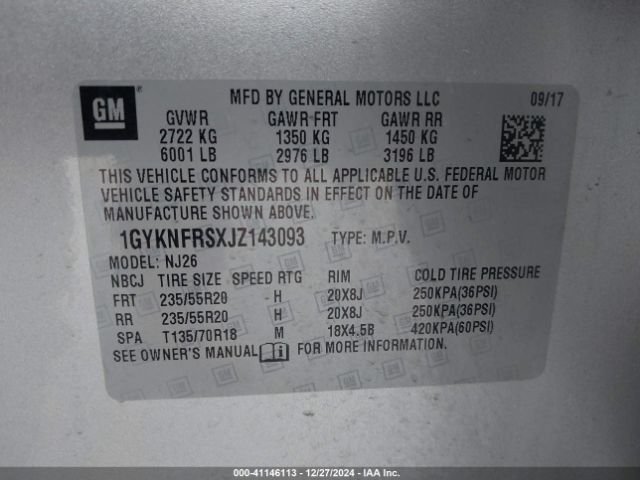 GM
MFD BY GENERAL MOTORS LLC 09/17
GVWR GAWR FRT GAWR RR
2722 KG 1350 KG 1450 KG
6001 LB 2976 LB 3196 LB
THIS VEHICLE CONFORMS TO ALL APPLICABLE U.S. FEDERAL MOTOR
VEHICLE SAFETY STANDARDS IN EFFECT ON THE DATE OF
MANUFACTURE SHOWN ABOVE.
1GYKNFRSXJZ143093 TYPE: M.P.V.
MODEL: NJ26
NBCJ TIRE SIZE SPEED RTG RIM COLD TIRE PRESSURE
FRT 235/55R20 H 20X8J 250KPA(36PSI)
RR 235/55R20 H 20X8J 250KPA(36PSI)
SPA T135/70R18 M 18X4.5B 420KPA(60PSI)
SEE OWNER'S MANUAL FOR MORE INFORMATION.
000-41146113 - 12/27/2024 - IAA Inc.